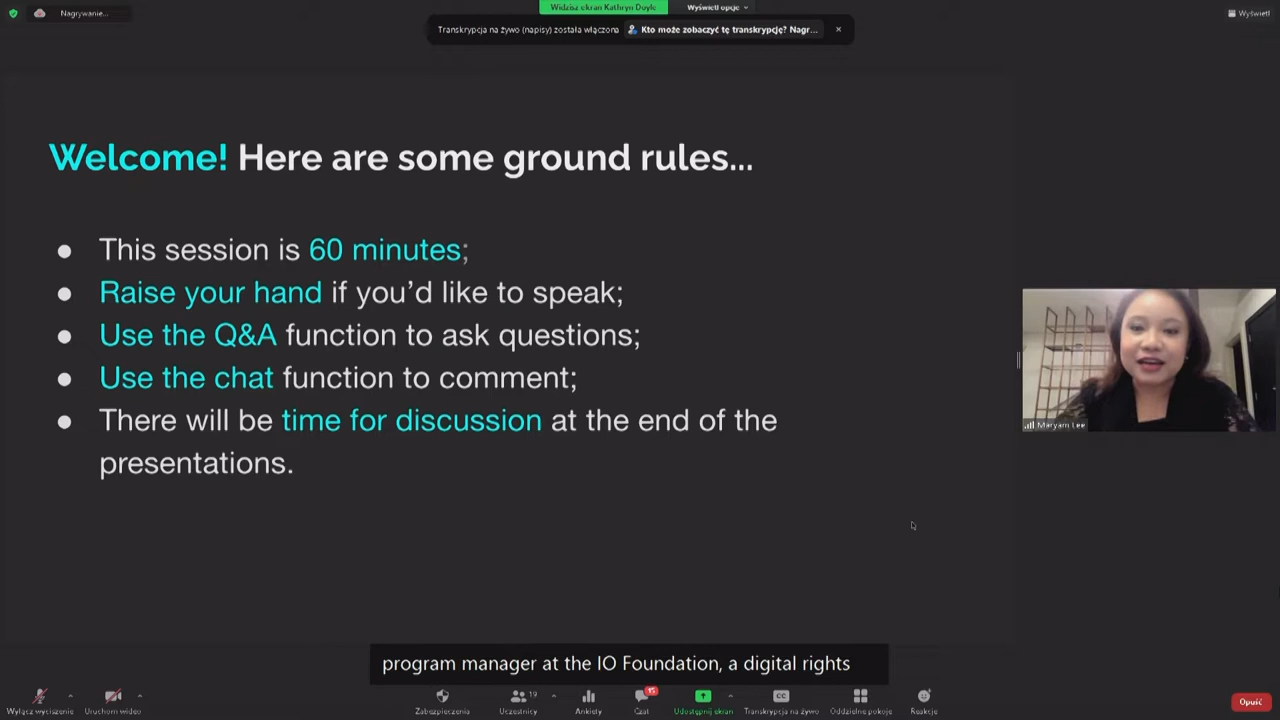 Nagrywanie...
Widzisz ekran Kathryn Doyle
Wyświetl opcje
Transkrypcja na żywo (napisy) została włączona
Kto może zobaczyć tę transkrypcję? Nagr...
Wyświetl
Welcome! Here are some ground rules...
This session is 60 minutes;
Raise your hand if you'd like to speak;
Use the Q&A function to ask questions;
Use the chat function to comment;
There will be time for discussion at the end of the
presentations.
Maryam Lee
program manager at the IO Foundation, a digital rights
Wyłącz wyciszenie
Uruchom wideo
Zabezpieczenia
19
Uczestnicy
Ankiety
15
Czat
Udostępnij ekran
CC
Transkrypcja na żywo
Oddzielne pokoje
Reakcje
Opuść